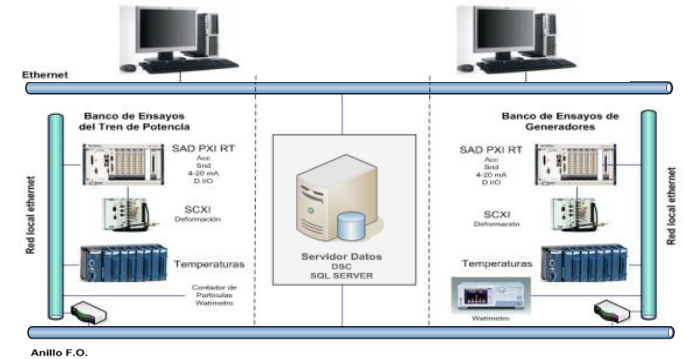 Ethernet
Banco de Ensayos
del Tren de Potencia
SAD PXI RT
Acc
Snd
4-20 mA
D I/O
SCXI
Deformación
Temperaturas
Contador de
Partículas
Watímetro
Red local ethernet
Servidor Datos
DSC
SQL SERVER
Banco de Ensayos de
Generadores
SAD PXI RT
Acc
Snd
4-20 mA
D I/O
SCXI
Deformación
Temperaturas
Watímetro
Red local ethernet
Anillo F.O.